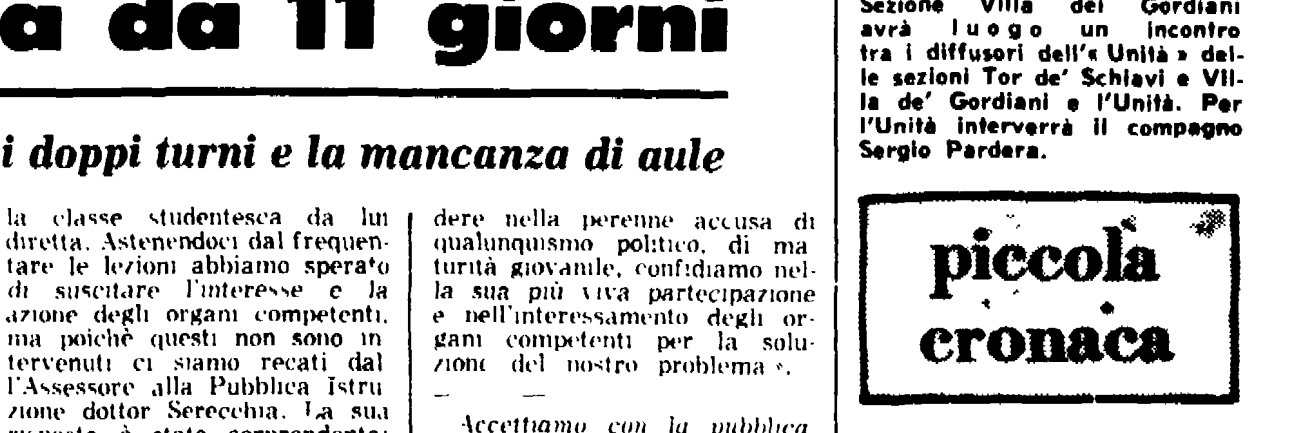 a da 11 giorni
i doppi turni e la mancanza di aule
la classe studentesca da lui
diretta. Astenendoci dal frequen-
tare le lezioni abbiamo sperato
di suscitare l'interesse e la
azione degli organi competenti,
ma poichè questi non sono in
tervenuti ci siamo recati dal
l'Assessore alla Pubblica Istru
zione dottor Serecchia. La sua
è stata
dere nella perenne accusa di
qualunquismo politico, di ma
turità giovanile, confidiamo nel-
la sua più viva partecipazione
e nell'interessamento degli or-
gani competenti per la solu-
zione del nostro problema ».
Accettiamo con la pubblica
Sezione Villa dei Gordiani
avrà luogo un incontro
tra i diffusori dell'« Unità » del-
le sezioni Tor de' Schiavi e Vil-
la de' Gordiani e l'Unità. Per
l'Unità interverrà il compagno
Sergio Pardera.
piccola
cronaca